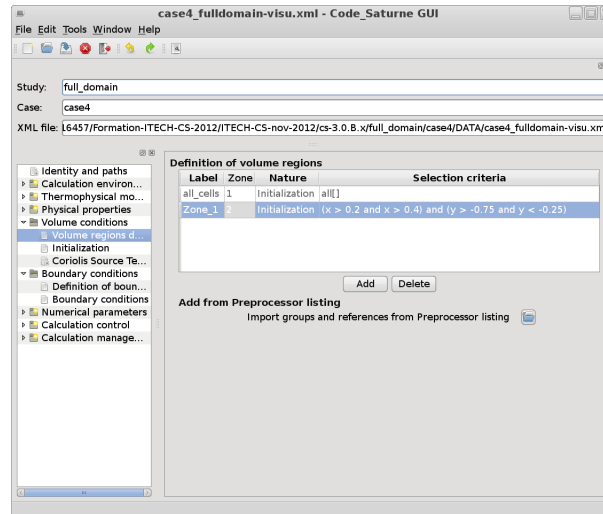 case4_fulldomain-visu.xml - Code_Saturne GUI
File Edit Tools Window Help
Study: full_domain
Case: case4
XML file: 16457/Formation-ITECH-CS-2012/ITECH-CS-nov-2012/cs-3.0.B.x/full_domain/case4/DATA/case4_fulldomain-visu.xm
Identity and paths
Calculation environ...
Thermophysical mo...
Physical properties
Volume conditions
Volume regions d...
Initialization
Coriolis Source Te...
Boundary conditions
Definition of boun...
Boundary conditions
Numerical parameters
Calculation control
Calculation manage...
Definition of volume regions
Label Zone Nature Selection criteria
all_cells 1 Initialization all[]
Zone_1 2 Initialization (x > 0.2 and x > 0.4) and (y > -0.75 and y < -0.25)
Add Delete
Add from Preprocessor listing
Import groups and references from Preprocessor listing